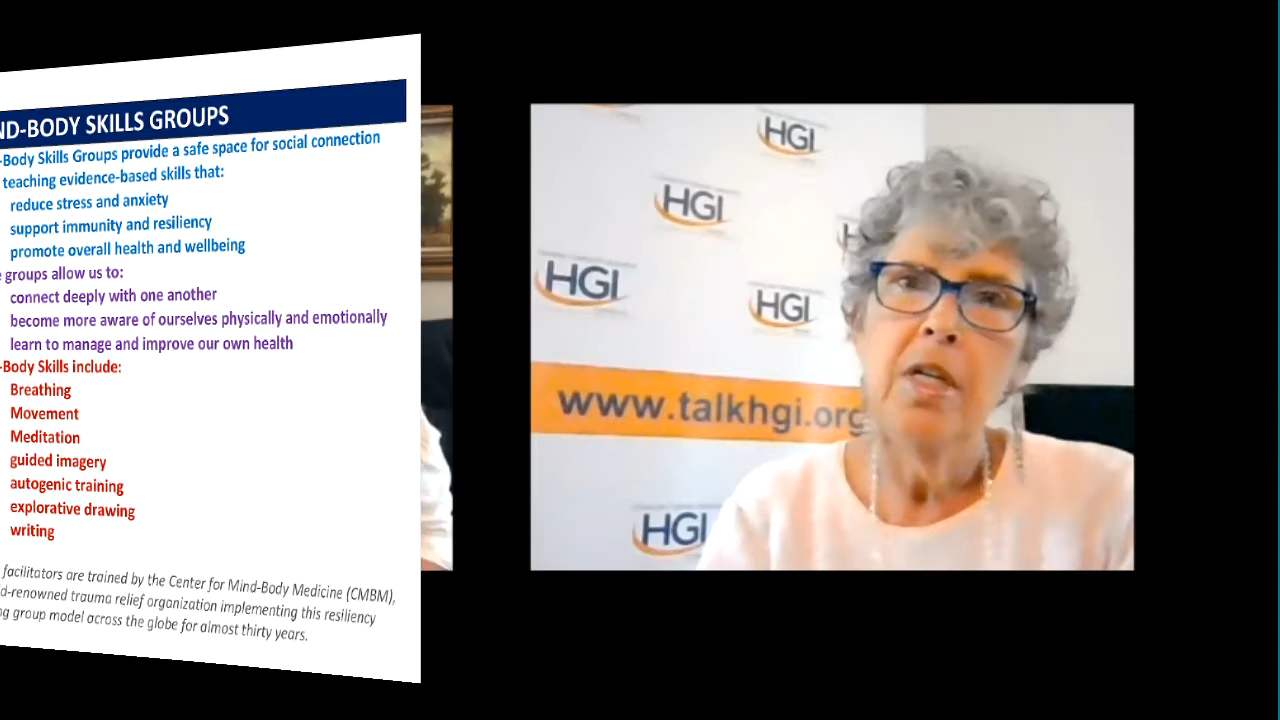 ND-BODY SKILLS GROUPS
-Body Skills Groups provide a safe space for social connection
teaching evidence-based skills that:
reduce stress and anxiety
support immunity and resiliency
promote overall health and wellbeing
groups allow us to:
connect deeply with one another
become more aware of ourselves physically and emotionally
learn to manage and improve our own health
-Body Skills include:
Breathing
Movement
Meditation
guided imagery
autogenic training
explorative drawing
writing
facilitators are trained by the Center for Mind-Body Medicine (CMBM),
d-renowned trauma relief organization implementing this resiliency
ng group model across the globe for almost thirty years.
HGI
HGI
HGI
HGI
www.talkhgi.org
HGI